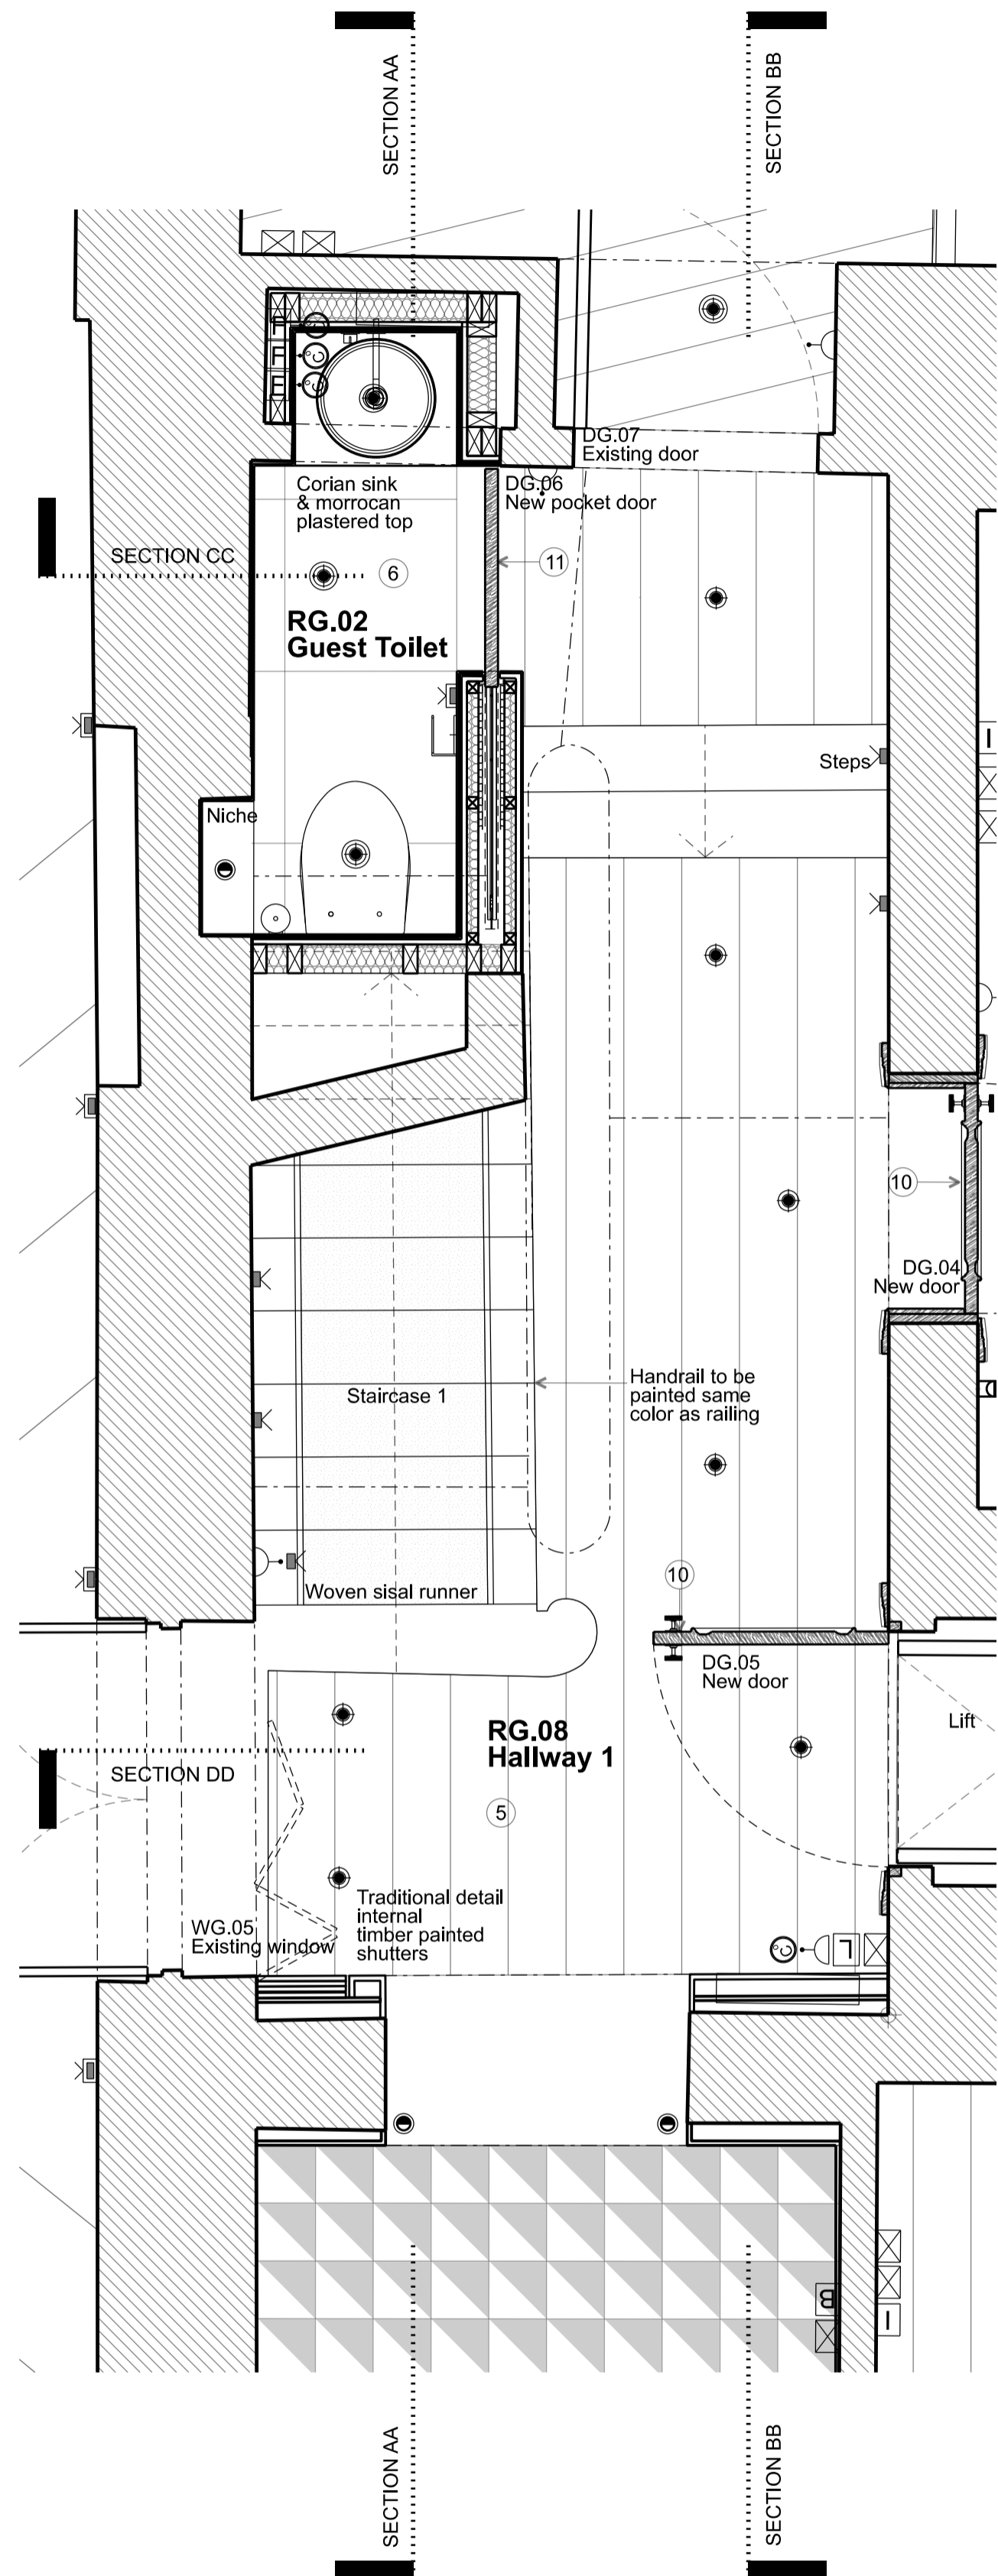 SECTION AA
SECTION BB
DG.07
Existing door
Corian sink
& morrocan
plastered top
DG.06
New pocket door
SECTION CC
6
11
RG.02
Guest Toilet
Steps
Niche
10
DG.04
New door
Handrail to be
painted same
color as railing
Staircase 1
Woven sisal runner
10
DG.05
New door
RG.08
Hallway 1
Lift
SECTION DD
5
Traditional detail
internal
timber painted
shutters
WG.05
Existing window
SECTION AA
SECTION BB